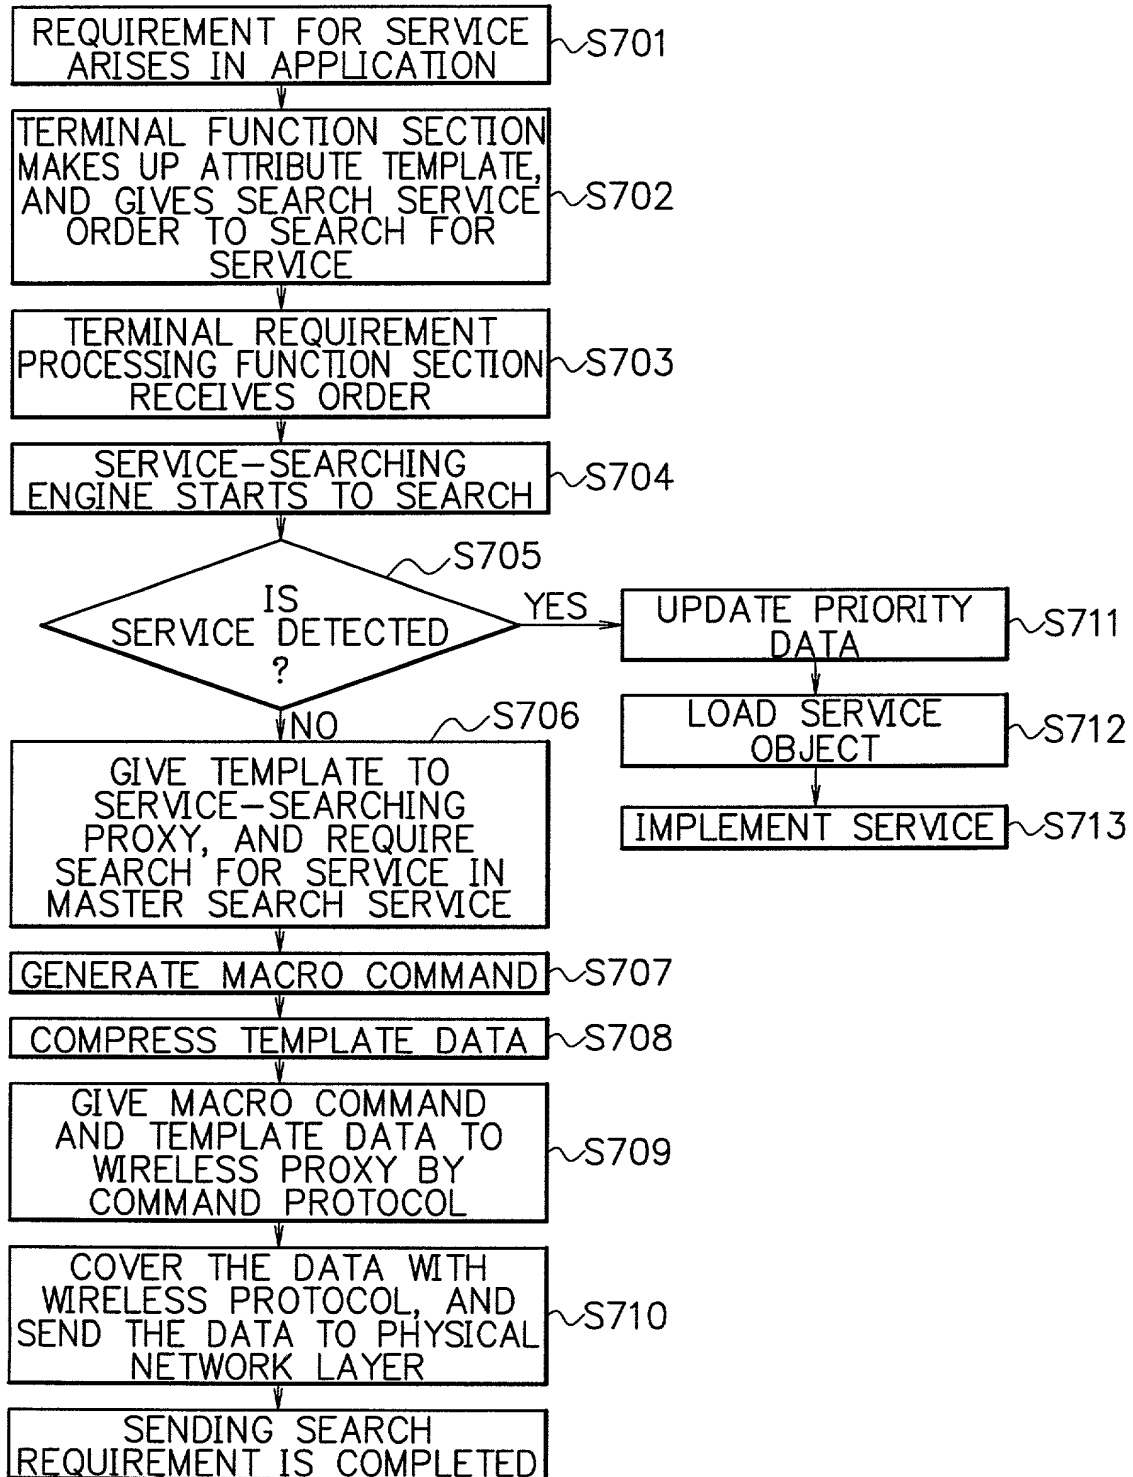 REQUIREMENT FOR SERVICE
ARISES IN APPLICATION
S701
TERMINAL FUNCTION SECTION
MAKES UP ATTRIBUTE TEMPLATE,
AND GIVES SEARCH SERVICE
ORDER TO SEARCH FOR
SERVICE
S702
TERMINAL REQUIREMENT
PROCESSING FUNCTION SECTION
RECEIVES ORDER
S703
SERVICE-SEARCHING
ENGINE STARTS TO SEARCH
S704
S705
IS
SERVICE DETECTED
?
YES
UPDATE PRIORITY
DATA
S711
LOAD SERVICE
OBJECT
S712
IMPLEMENT SERVICE
S713
NO
S706
GIVE TEMPLATE TO
SERVICE-SEARCHING
PROXY, AND REQUIRE
SEARCH FOR SERVICE IN
MASTER SEARCH SERVICE
GENERATE MACRO COMMAND
S707
COMPRESS TEMPLATE DATA
S708
GIVE MACRO COMMAND
AND TEMPLATE DATA TO
WIRELESS PROXY BY
COMMAND PROTOCOL
S709
COVER THE DATA WITH
WIRELESS PROTOCOL, AND
SEND THE DATA TO PHYSICAL
NETWORK LAYER
S710
SENDING SEARCH
REQUIREMENT IS COMPLETED